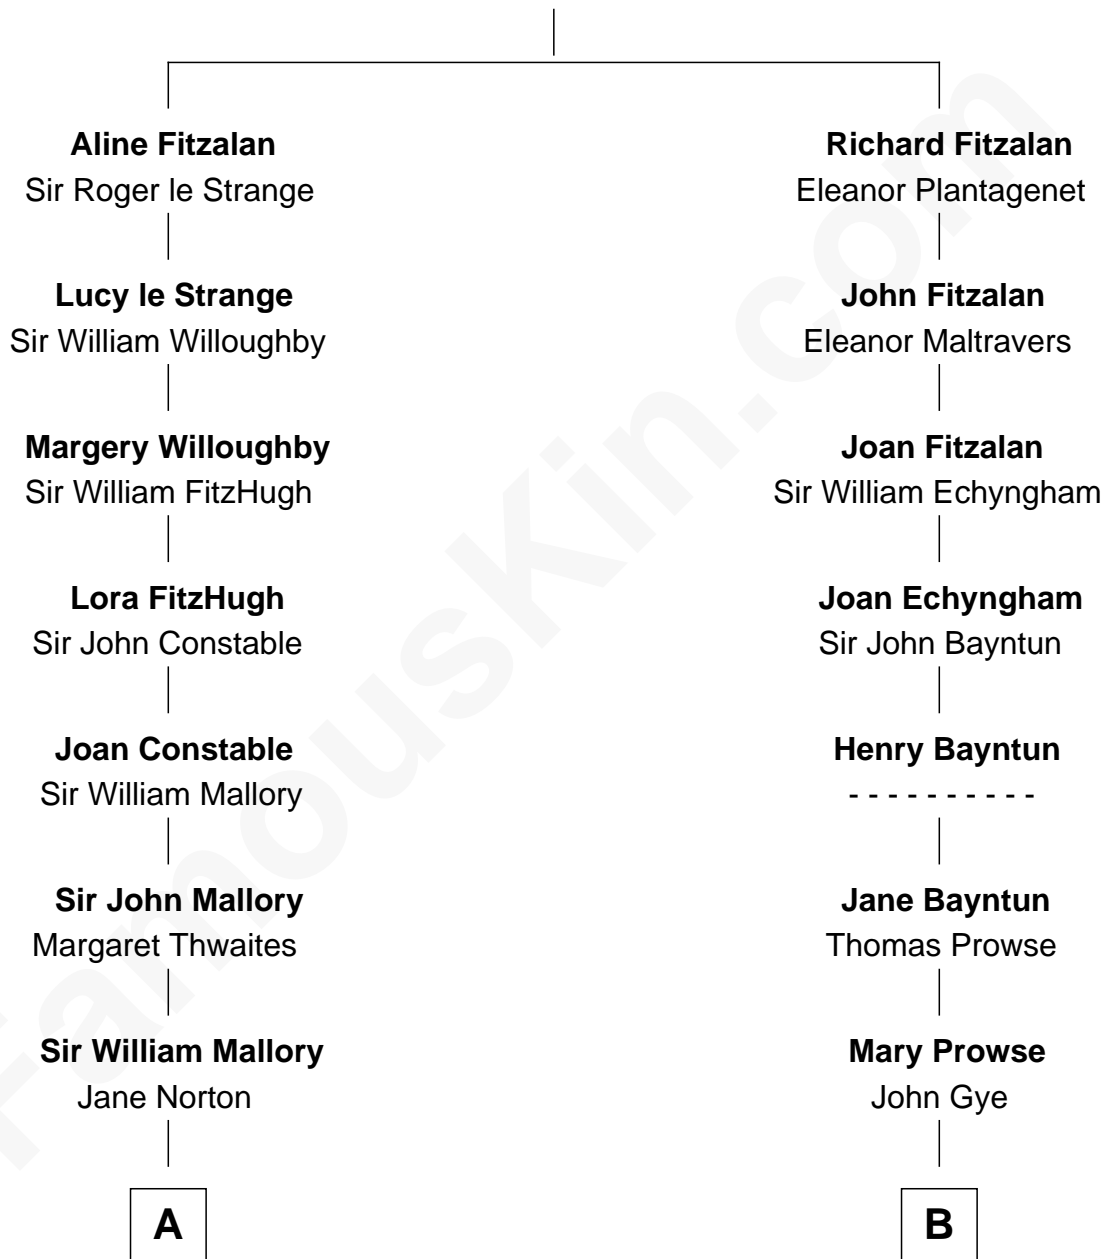 Aline Fitzalan
Sir Roger le Strange
Lucy le Strange
Sir William Willoughby
Margery Willoughby
Sir William FitzHugh
Lora FitzHugh
Sir John Constable
Joan Constable
Sir William Mallory
Sir John Mallory
Margaret Thwaites
Sir William Mallory
Jane Norton
A
Richard Fitzalan
Eleanor Plantagenet
John Fitzalan
Eleanor Maltravers
Joan Fitzalan
Sir William Echyngham
Joan Echyngham
Sir John Bayntun
Henry Bayntun
- - - - - - - - - -
Jane Bayntun
Thomas Prowse
Mary Prowse
John Gye
B
FamousKin.com